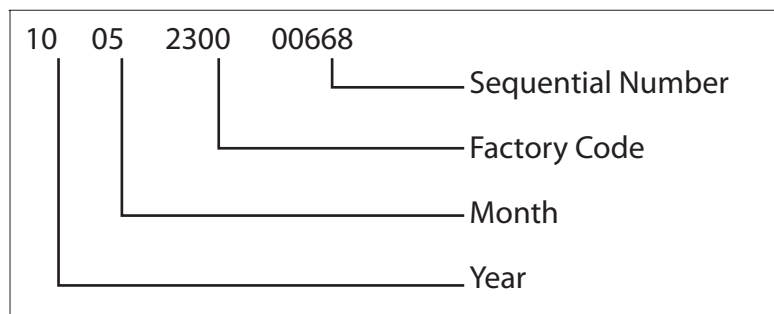 10 05 2300 00668
Sequential Number
Factory Code
Month
Year